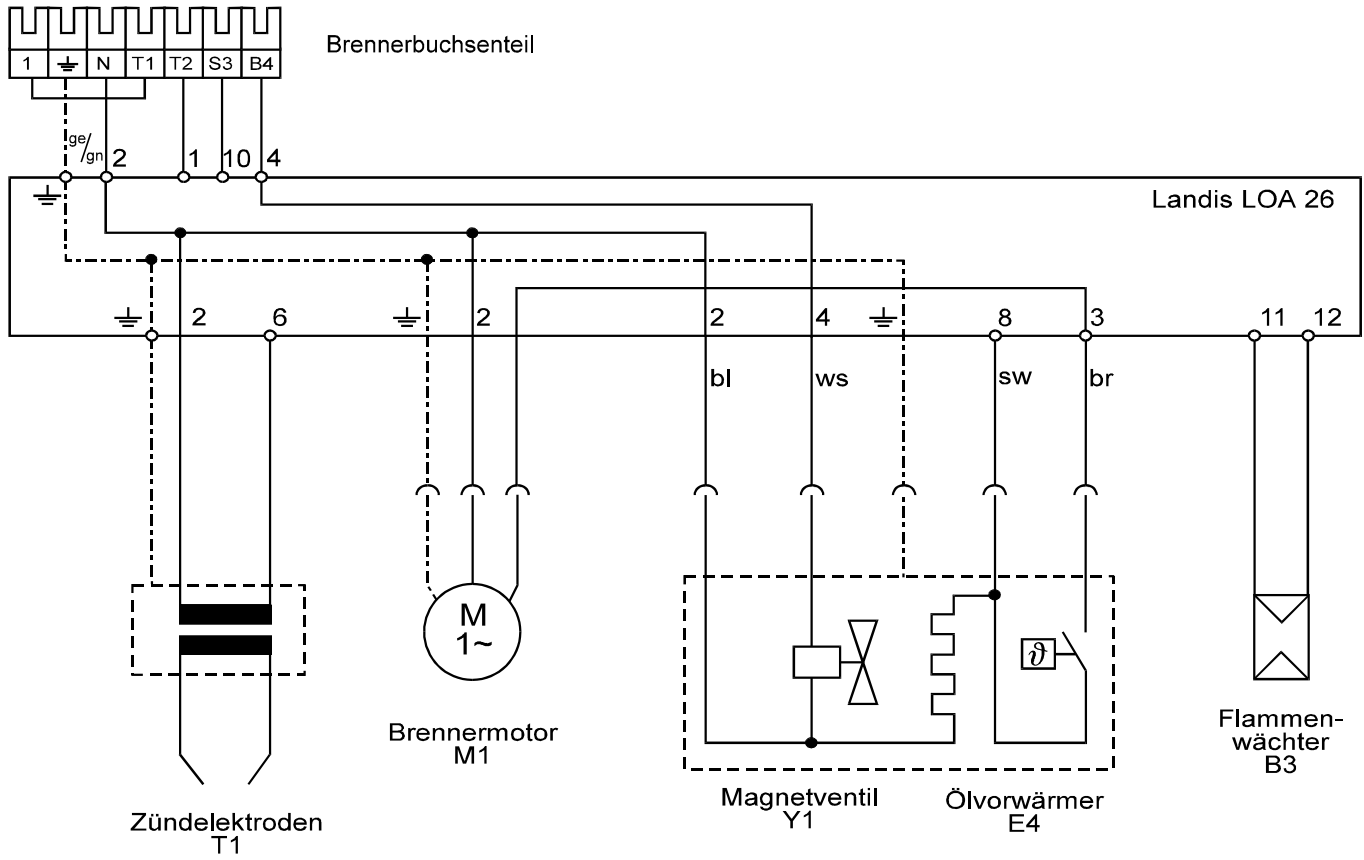 Brennerbuchsenteil
1 N T1 T2 S3 B4
ge/gn 2 1 10 4
Landis LOA 26
2 6 2 2 4 8 3 11 12
bl ws sw br
M
1~
ϑ
Brennermotor
M1
Flammen-
wächter
B3
Magnetventil
Y1
Ölvorwärmer
E4
Zündelektroden
T1